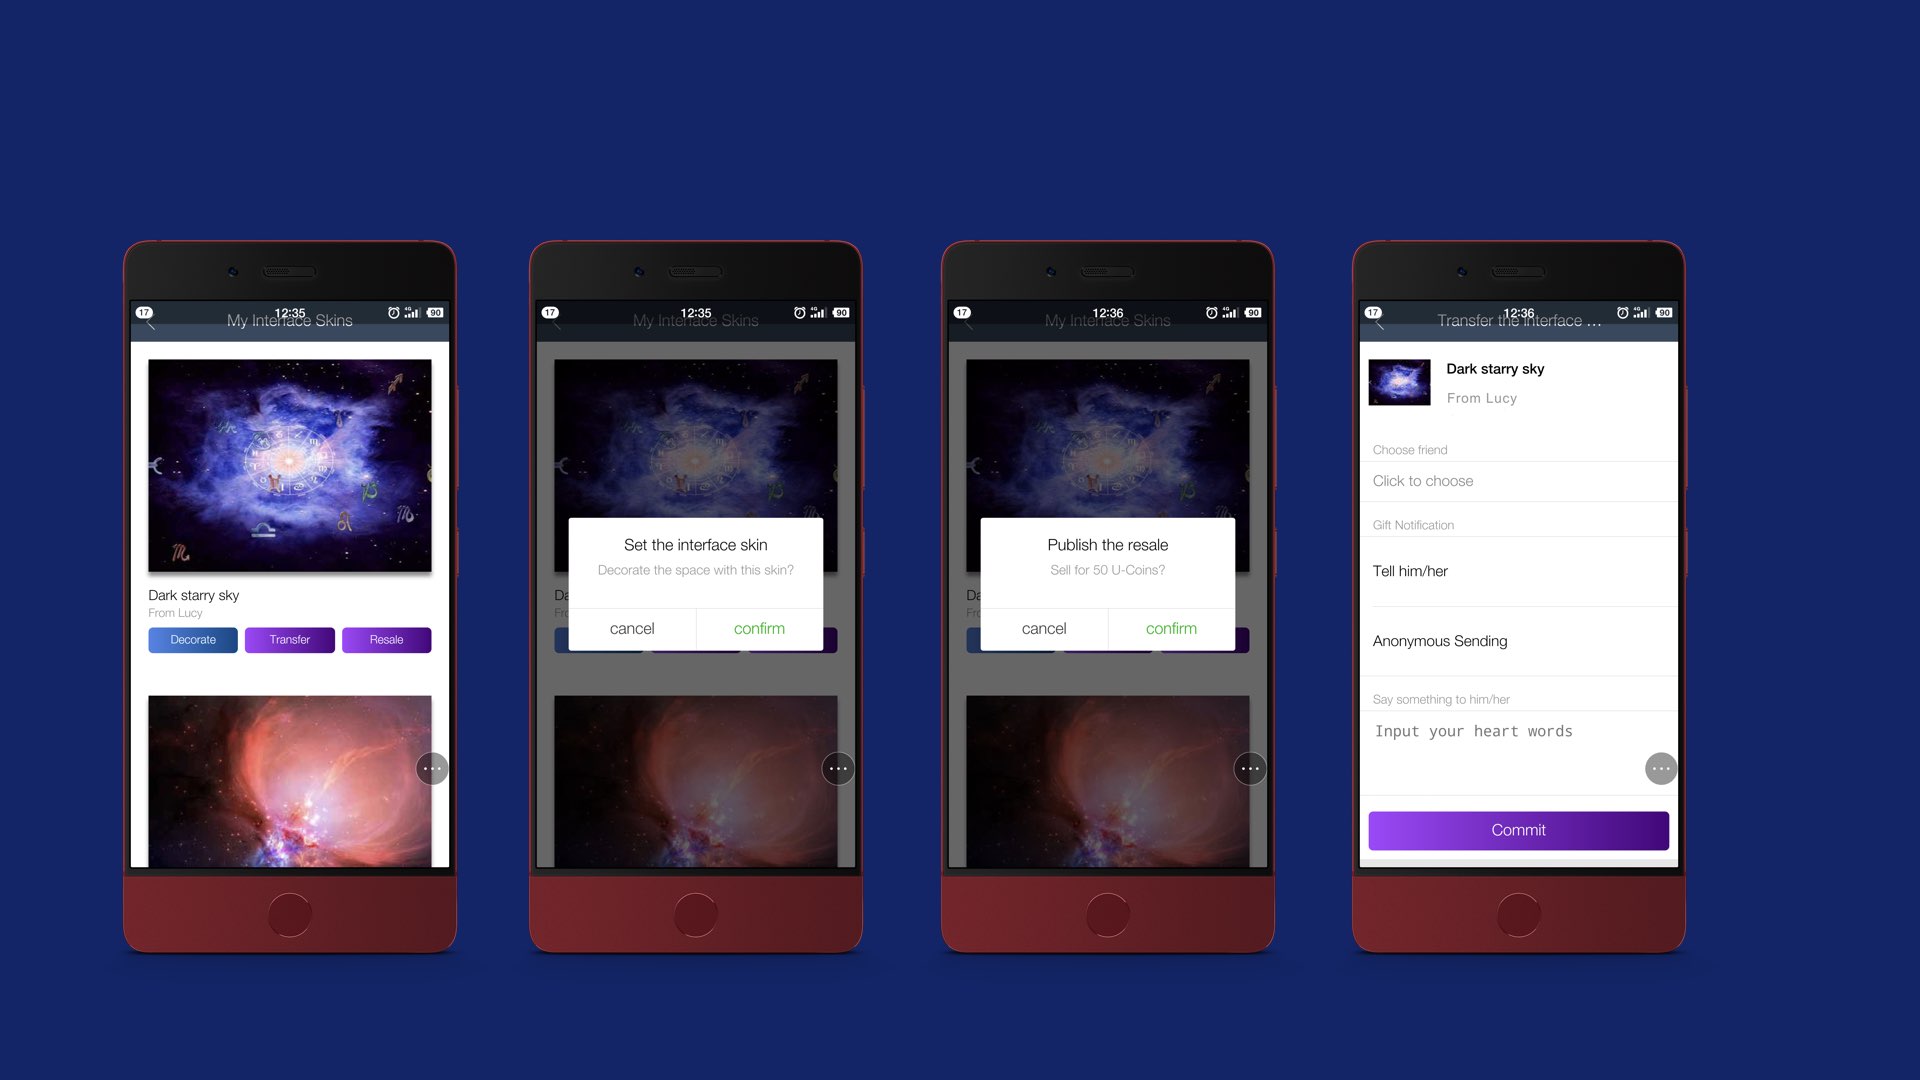 17 12:35 4G 90
My Interface Skins
Dark starry sky
From Lucy
Decorate Transfer Resale
17 12:35 4G 90
My Interface Skins
Set the interface skin
Decorate the space with this skin?
cancel confirm
17 12:36 4G 90
My Interface Skins
Publish the resale
Sell for 50 U-Coins?
cancel confirm
17 12:36 4G 90
Transfer the interface ...
Dark starry sky
From Lucy
Choose friend
Click to choose
Gift Notification
Tell him/her
Anonymous Sending
Say something to him/her
Input your heart words
Commit